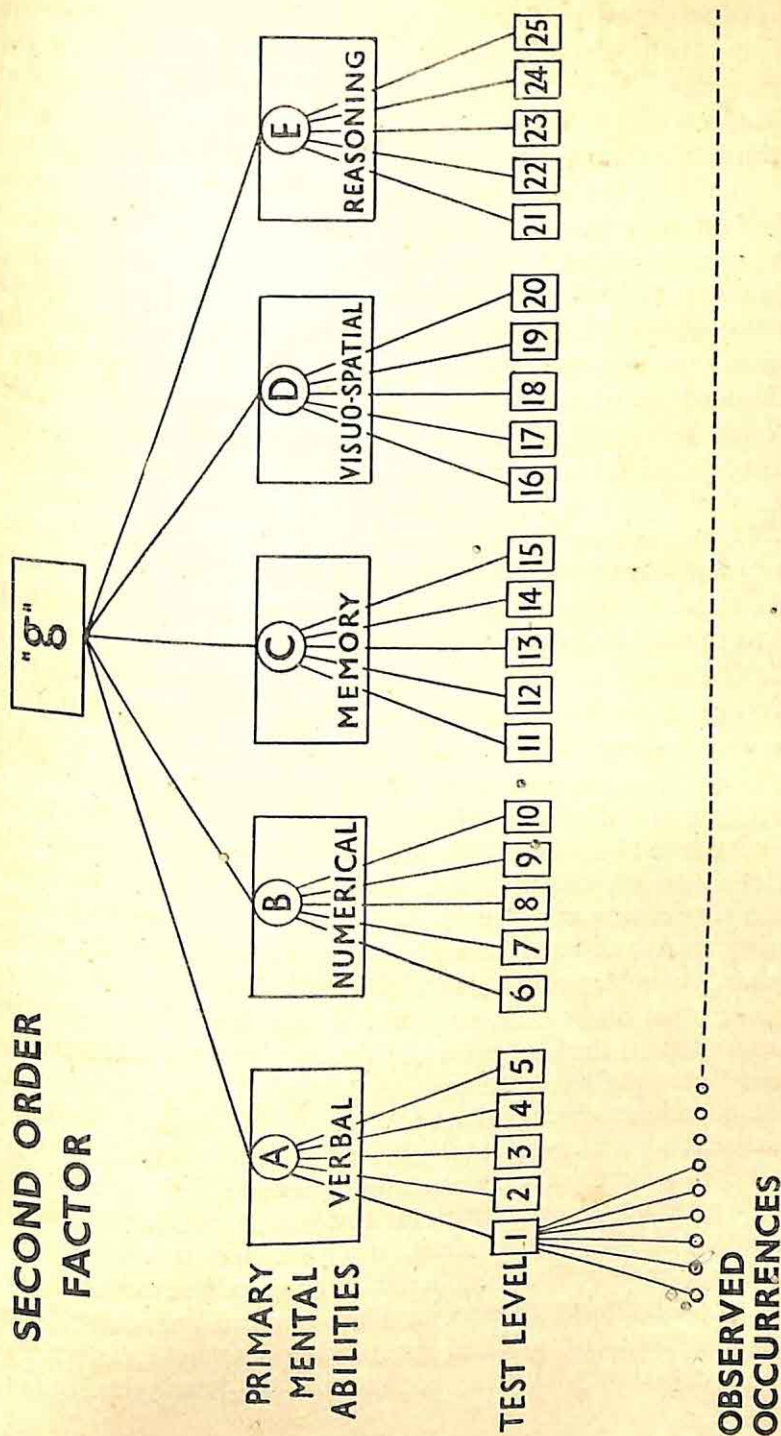 SECOND ORDER
FACTOR
"g"
PRIMARY
MENTAL
ABILITIES
A
VERBAL
B
NUMERICAL
C
MEMORY
D
VISUO-SPATIAL
E
REASONING
TEST LEVEL
1 2 3 4 5 6 7 8 9 10 11 12 13 14 15 16 17 18 19 20 21 22 23 24 25
OBSERVED
OCCURRENCES